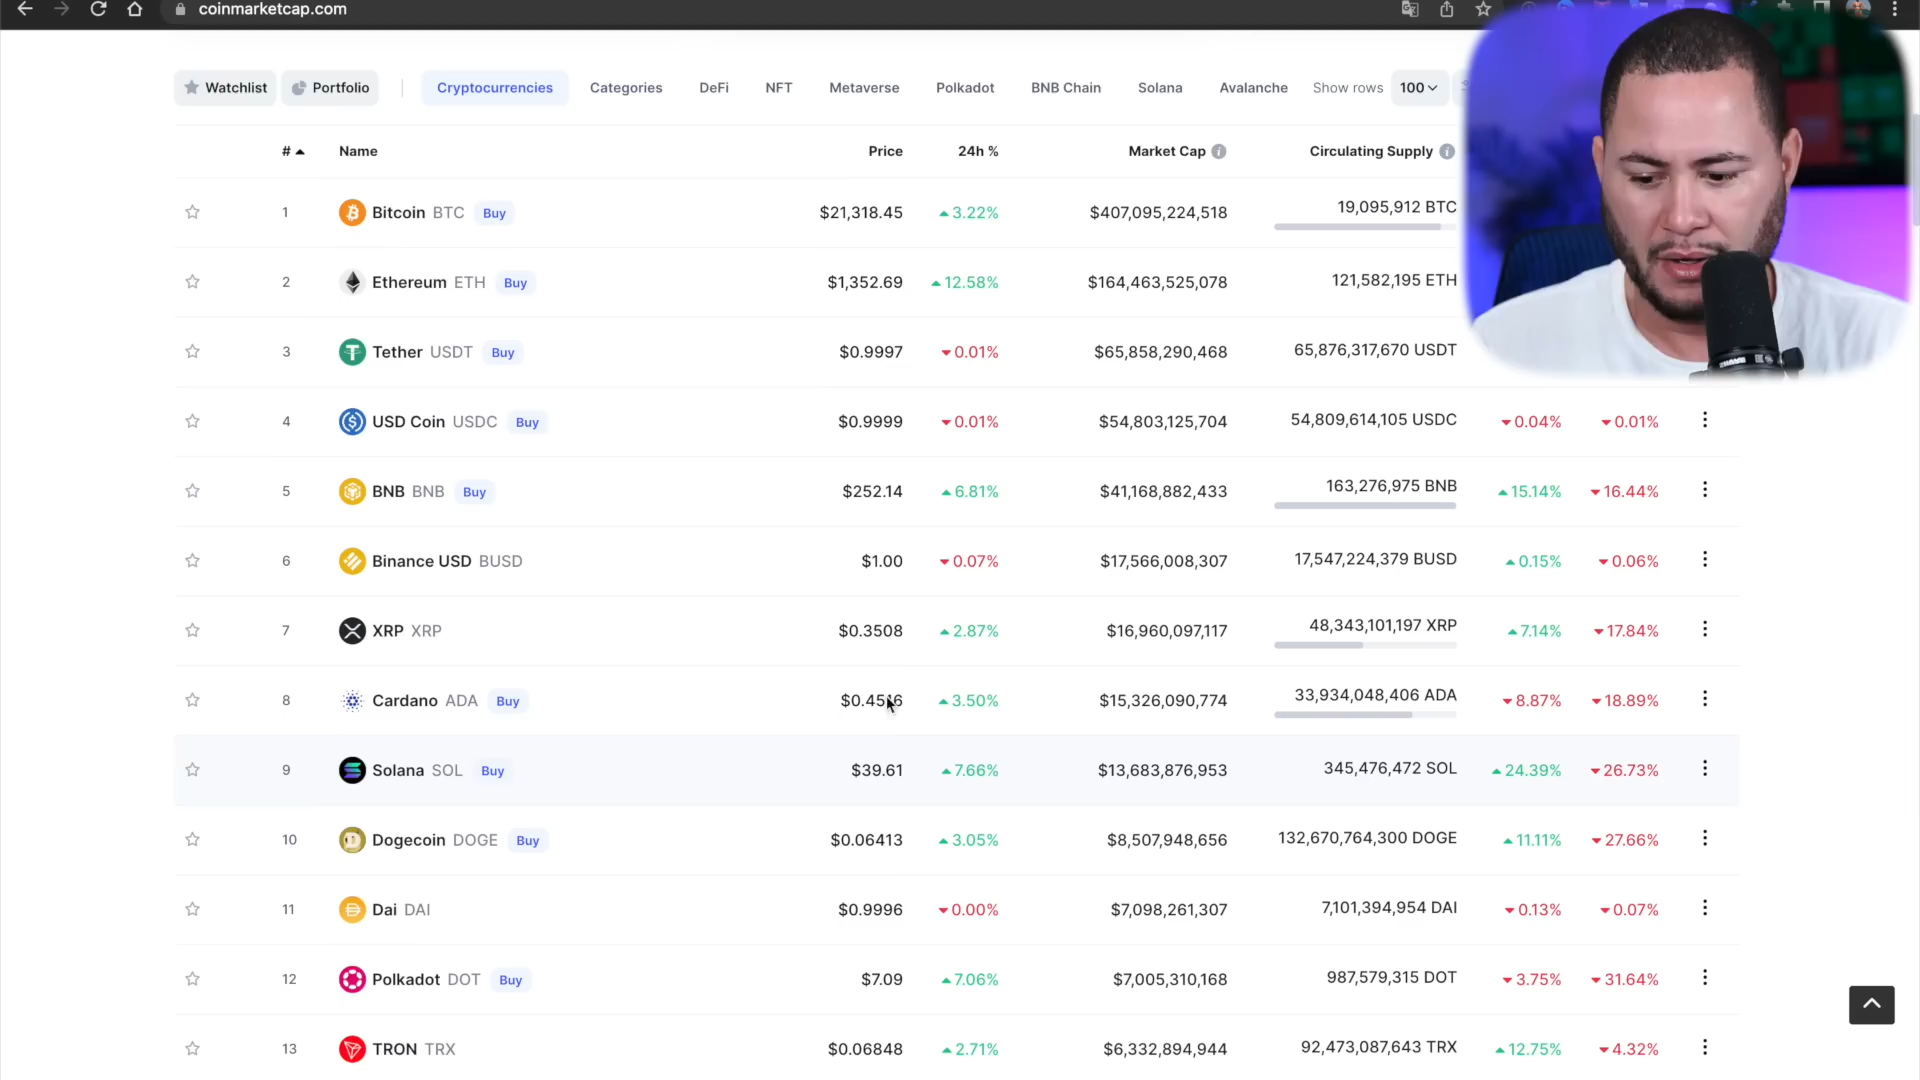 coinmarketcap.com
Watchlist Portfolio Cryptocurrencies Categories DeFi NFT Metaverse Polkadot BNB Chain Solana Avalanche Show rows 100
# Name Price 24h % Market Cap Circulating Supply
1 Bitcoin BTC Buy $21,318.45 3.22% $407,095,224,518 19,095,912 BTC
2 Ethereum ETH Buy $1,352.69 12.58% $164,463,525,078 121,582,195 ETH
3 Tether USDT Buy $0.9997 0.01% $65,858,290,468 65,876,317,670 USDT
4 USD Coin USDC Buy $0.9999 0.01% $54,803,125,704 54,809,614,105 USDC 0.04% 0.01%
5 BNB BNB Buy $252.14 6.81% $41,168,882,433 163,276,975 BNB 15.14% 16.44%
6 Binance USD BUSD $1.00 0.07% $17,566,008,307 17,547,224,379 BUSD 0.15% 0.06%
7 XRP XRP $0.3508 2.87% $16,960,097,117 48,343,101,197 XRP 7.14% 17.84%
8 Cardano ADA Buy 3.50% $15,326,090,774 33,934,048,406 ADA 8.87% 18.89%
9 Solana SOL Buy $39.61 7.66% $13,683,876,953 345,476,472 SOL 24.39% 26.73%
10 Dogecoin DOGE Buy $0.06413 3.05% $8,507,948,656 132,670,764,300 DOGE 11.11% 27.66%
11 Dai DAI $0.9996 0.00% $7,098,261,307 7,101,394,954 DAI 0.13% 0.07%
12 Polkadot DOT Buy $7.09 7.06% $7,005,310,168 987,579,315 DOT 3.75% 31.64%
13 TRON TRX $0.06848 2.71% $6,332,894,944 92,473,087,643 TRX 12.75% 4.32%